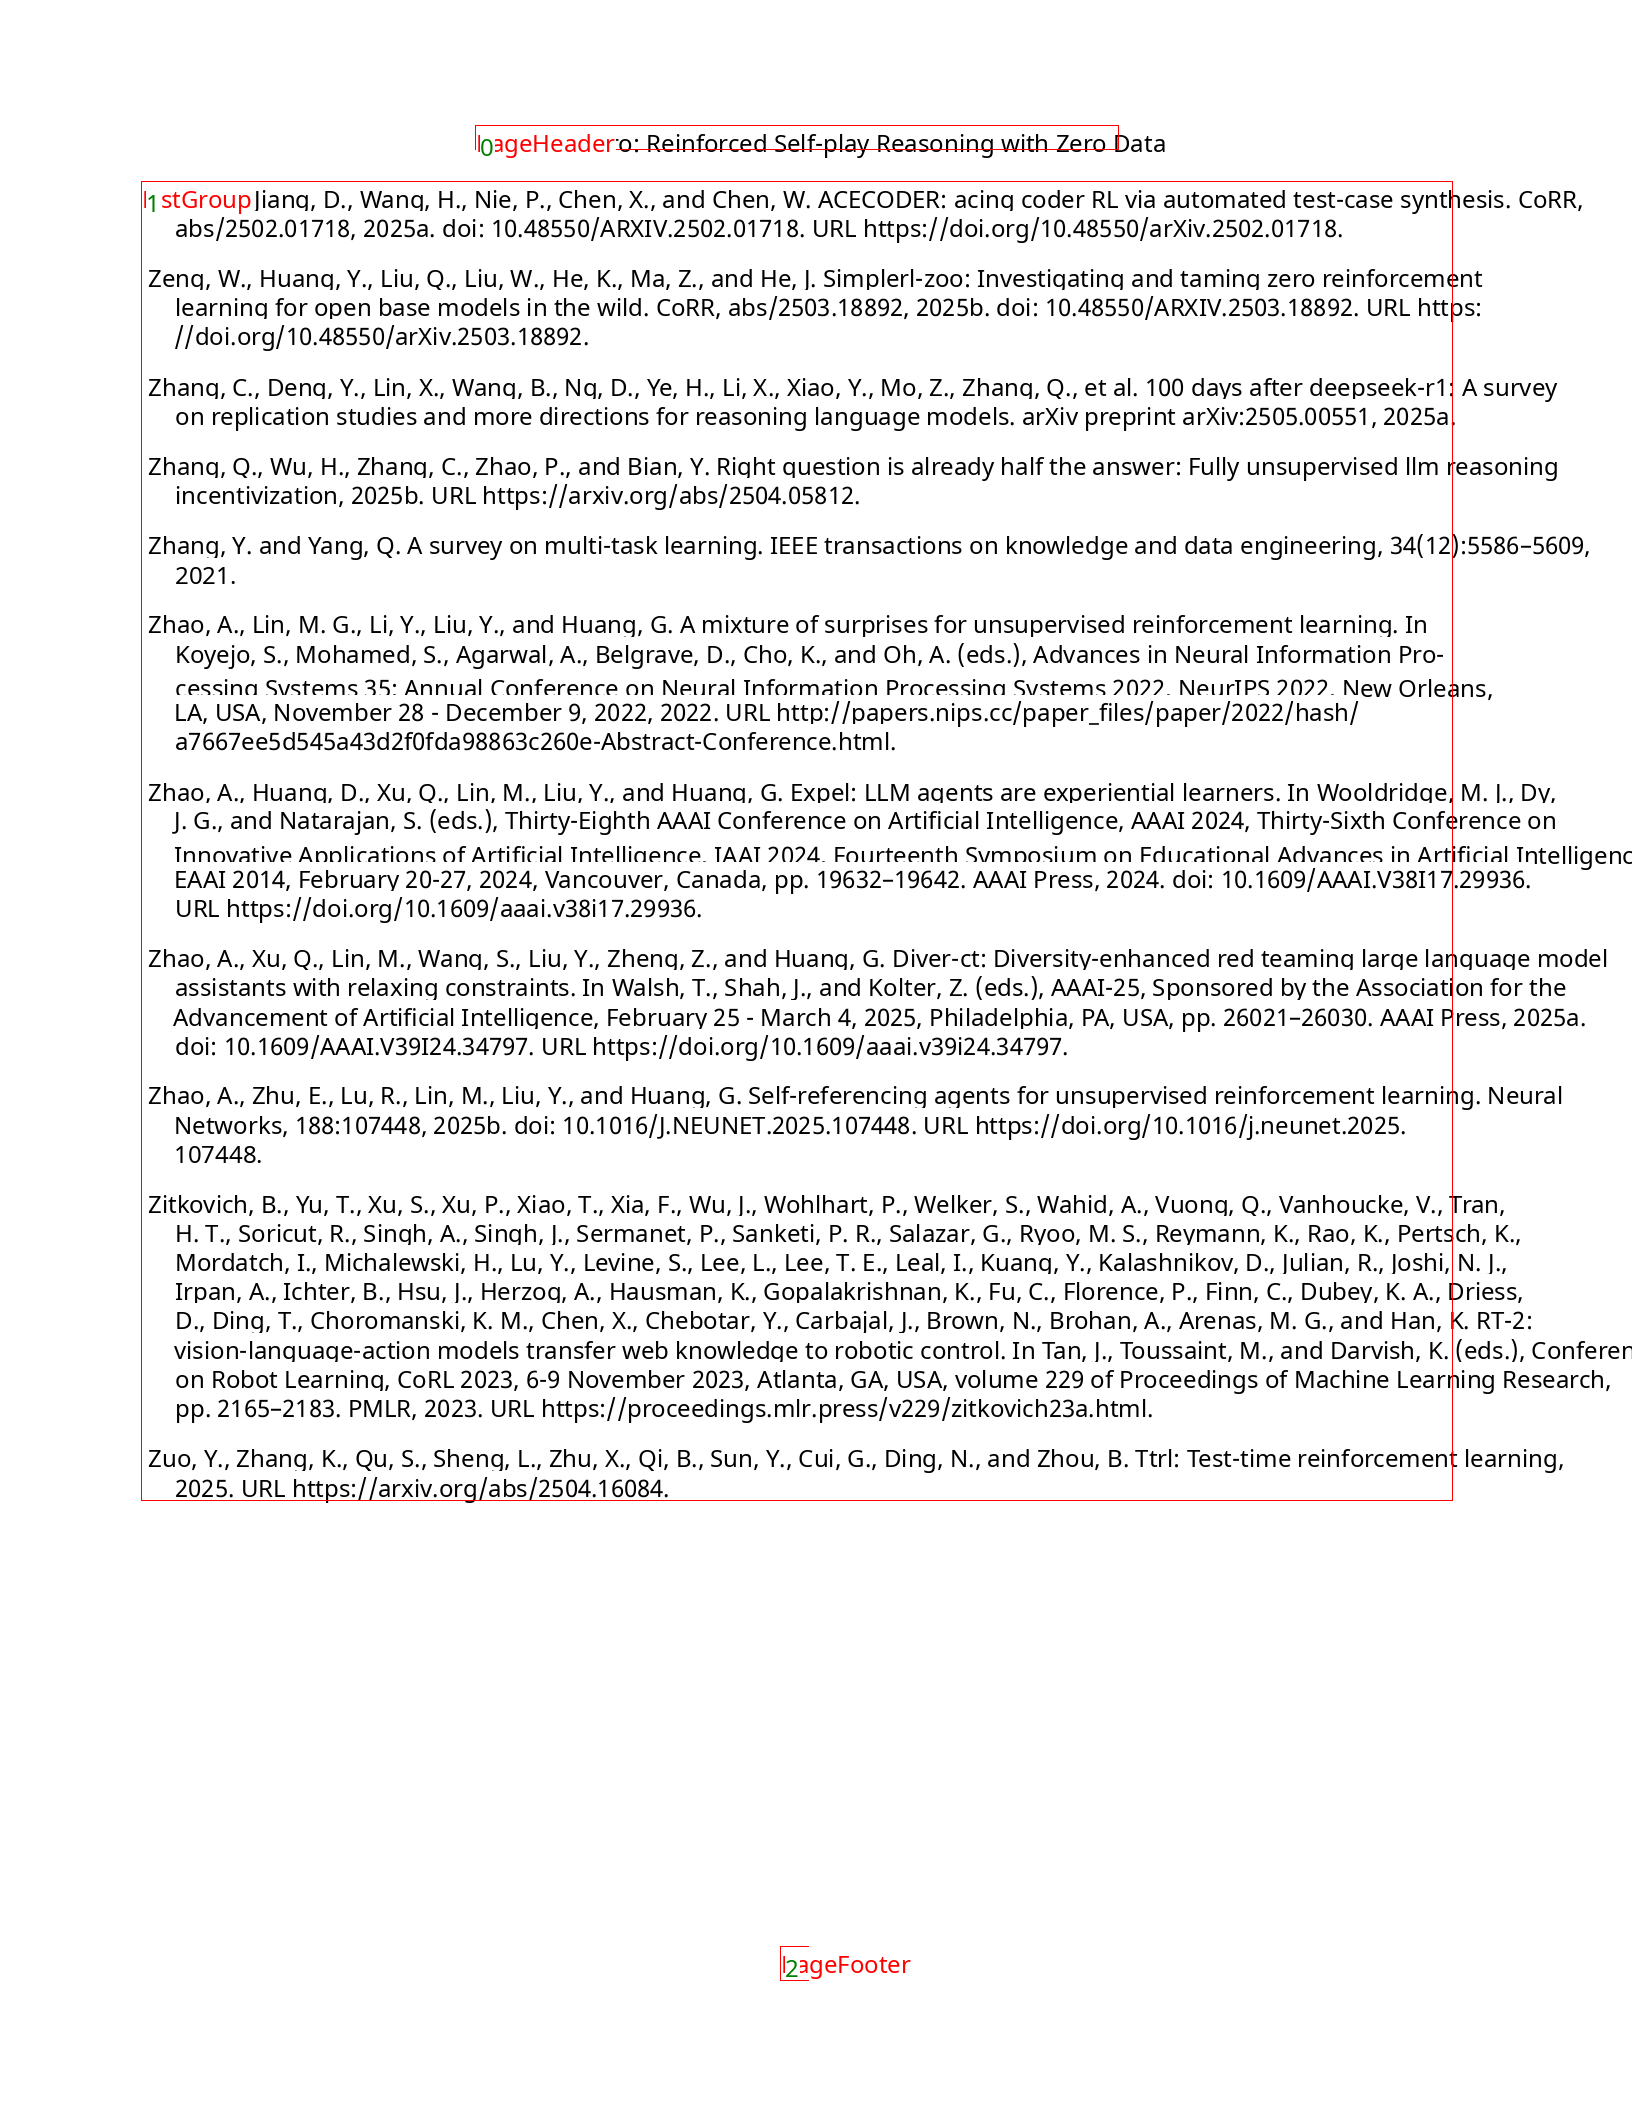 0 ageHeader o: Reinforced Self-play Reasoning with Zero Data
1 stGroup Jiang, D., Wang, H., Nie, P., Chen, X., and Chen, W. ACECODER: acing coder RL via automated test-case synthesis. CoRR,
abs/2502.01718, 2025a. doi: 10.48550/ARXIV.2502.01718. URL https://doi.org/10.48550/arXiv.2502.01718.
Zeng, W., Huang, Y., Liu, Q., Liu, W., He, K., Ma, Z., and He, J. Simplerl-zoo: Investigating and taming zero reinforcement
learning for open base models in the wild. CoRR, abs/2503.18892, 2025b. doi: 10.48550/ARXIV.2503.18892. URL https:
//doi.org/10.48550/arXiv.2503.18892.
Zhang, C., Deng, Y., Lin, X., Wang, B., Ng, D., Ye, H., Li, X., Xiao, Y., Mo, Z., Zhang, Q., et al. 100 days after deepseek-r1: A survey
on replication studies and more directions for reasoning language models. arXiv preprint arXiv:2505.00551, 2025a.
Zhang, Q., Wu, H., Zhang, C., Zhao, P., and Bian, Y. Right question is already half the answer: Fully unsupervised llm reasoning
incentivization, 2025b. URL https://arxiv.org/abs/2504.05812.
Zhang, Y. and Yang, Q. A survey on multi-task learning. IEEE transactions on knowledge and data engineering, 34(12):5586–5609,
2021.
Zhao, A., Lin, M. G., Li, Y., Liu, Y., and Huang, G. A mixture of surprises for unsupervised reinforcement learning. In
Koyejo, S., Mohamed, S., Agarwal, A., Belgrave, D., Cho, K., and Oh, A. (eds.), Advances in Neural Information Pro-
cessing Systems 35: Annual Conference on Neural Information Processing Systems 2022, NeurIPS 2022, New Orleans,
LA, USA, November 28 - December 9, 2022, 2022. URL http://papers.nips.cc/paper_files/paper/2022/hash/
a7667ee5d545a43d2f0fda98863c260e-Abstract-Conference.html.
Zhao, A., Huang, D., Xu, Q., Lin, M., Liu, Y., and Huang, G. Expel: LLM agents are experiential learners. In Wooldridge, M. J., Dy,
J. G., and Natarajan, S. (eds.), Thirty-Eighth AAAI Conference on Artificial Intelligence, AAAI 2024, Thirty-Sixth Conference on
Innovative Applications of Artificial Intelligence, IAAI 2024, Fourteenth Symposium on Educational Advances in Artificial Intelligenc
EAAI 2014, February 20-27, 2024, Vancouver, Canada, pp. 19632–19642. AAAI Press, 2024. doi: 10.1609/AAAI.V38I17.29936.
URL https://doi.org/10.1609/aaai.v38i17.29936.
Zhao, A., Xu, Q., Lin, M., Wang, S., Liu, Y., Zheng, Z., and Huang, G. Diver-ct: Diversity-enhanced red teaming large language model
assistants with relaxing constraints. In Walsh, T., Shah, J., and Kolter, Z. (eds.), AAAI-25, Sponsored by the Association for the
Advancement of Artificial Intelligence, February 25 - March 4, 2025, Philadelphia, PA, USA, pp. 26021–26030. AAAI Press, 2025a.
doi: 10.1609/AAAI.V39I24.34797. URL https://doi.org/10.1609/aaai.v39i24.34797.
Zhao, A., Zhu, E., Lu, R., Lin, M., Liu, Y., and Huang, G. Self-referencing agents for unsupervised reinforcement learning. Neural
Networks, 188:107448, 2025b. doi: 10.1016/J.NEUNET.2025.107448. URL https://doi.org/10.1016/j.neunet.2025.
107448.
Zitkovich, B., Yu, T., Xu, S., Xu, P., Xiao, T., Xia, F., Wu, J., Wohlhart, P., Welker, S., Wahid, A., Vuong, Q., Vanhoucke, V., Tran,
H. T., Soricut, R., Singh, A., Singh, J., Sermanet, P., Sanketi, P. R., Salazar, G., Ryoo, M. S., Reymann, K., Rao, K., Pertsch, K.,
Mordatch, I., Michalewski, H., Lu, Y., Levine, S., Lee, L., Lee, T. E., Leal, I., Kuang, Y., Kalashnikov, D., Julian, R., Joshi, N. J.,
Irpan, A., Ichter, B., Hsu, J., Herzog, A., Hausman, K., Gopalakrishnan, K., Fu, C., Florence, P., Finn, C., Dubey, K. A., Driess,
D., Ding, T., Choromanski, K. M., Chen, X., Chebotar, Y., Carbajal, J., Brown, N., Brohan, A., Arenas, M. G., and Han, K. RT-2:
vision-language-action models transfer web knowledge to robotic control. In Tan, J., Toussaint, M., and Darvish, K. (eds.), Conferen
on Robot Learning, CoRL 2023, 6-9 November 2023, Atlanta, GA, USA, volume 229 of Proceedings of Machine Learning Research,
pp. 2165–2183. PMLR, 2023. URL https://proceedings.mlr.press/v229/zitkovich23a.html.
Zuo, Y., Zhang, K., Qu, S., Sheng, L., Zhu, X., Qi, B., Sun, Y., Cui, G., Ding, N., and Zhou, B. Ttrl: Test-time reinforcement learning,
2025. URL https://arxiv.org/abs/2504.16084.
2 ageFooter